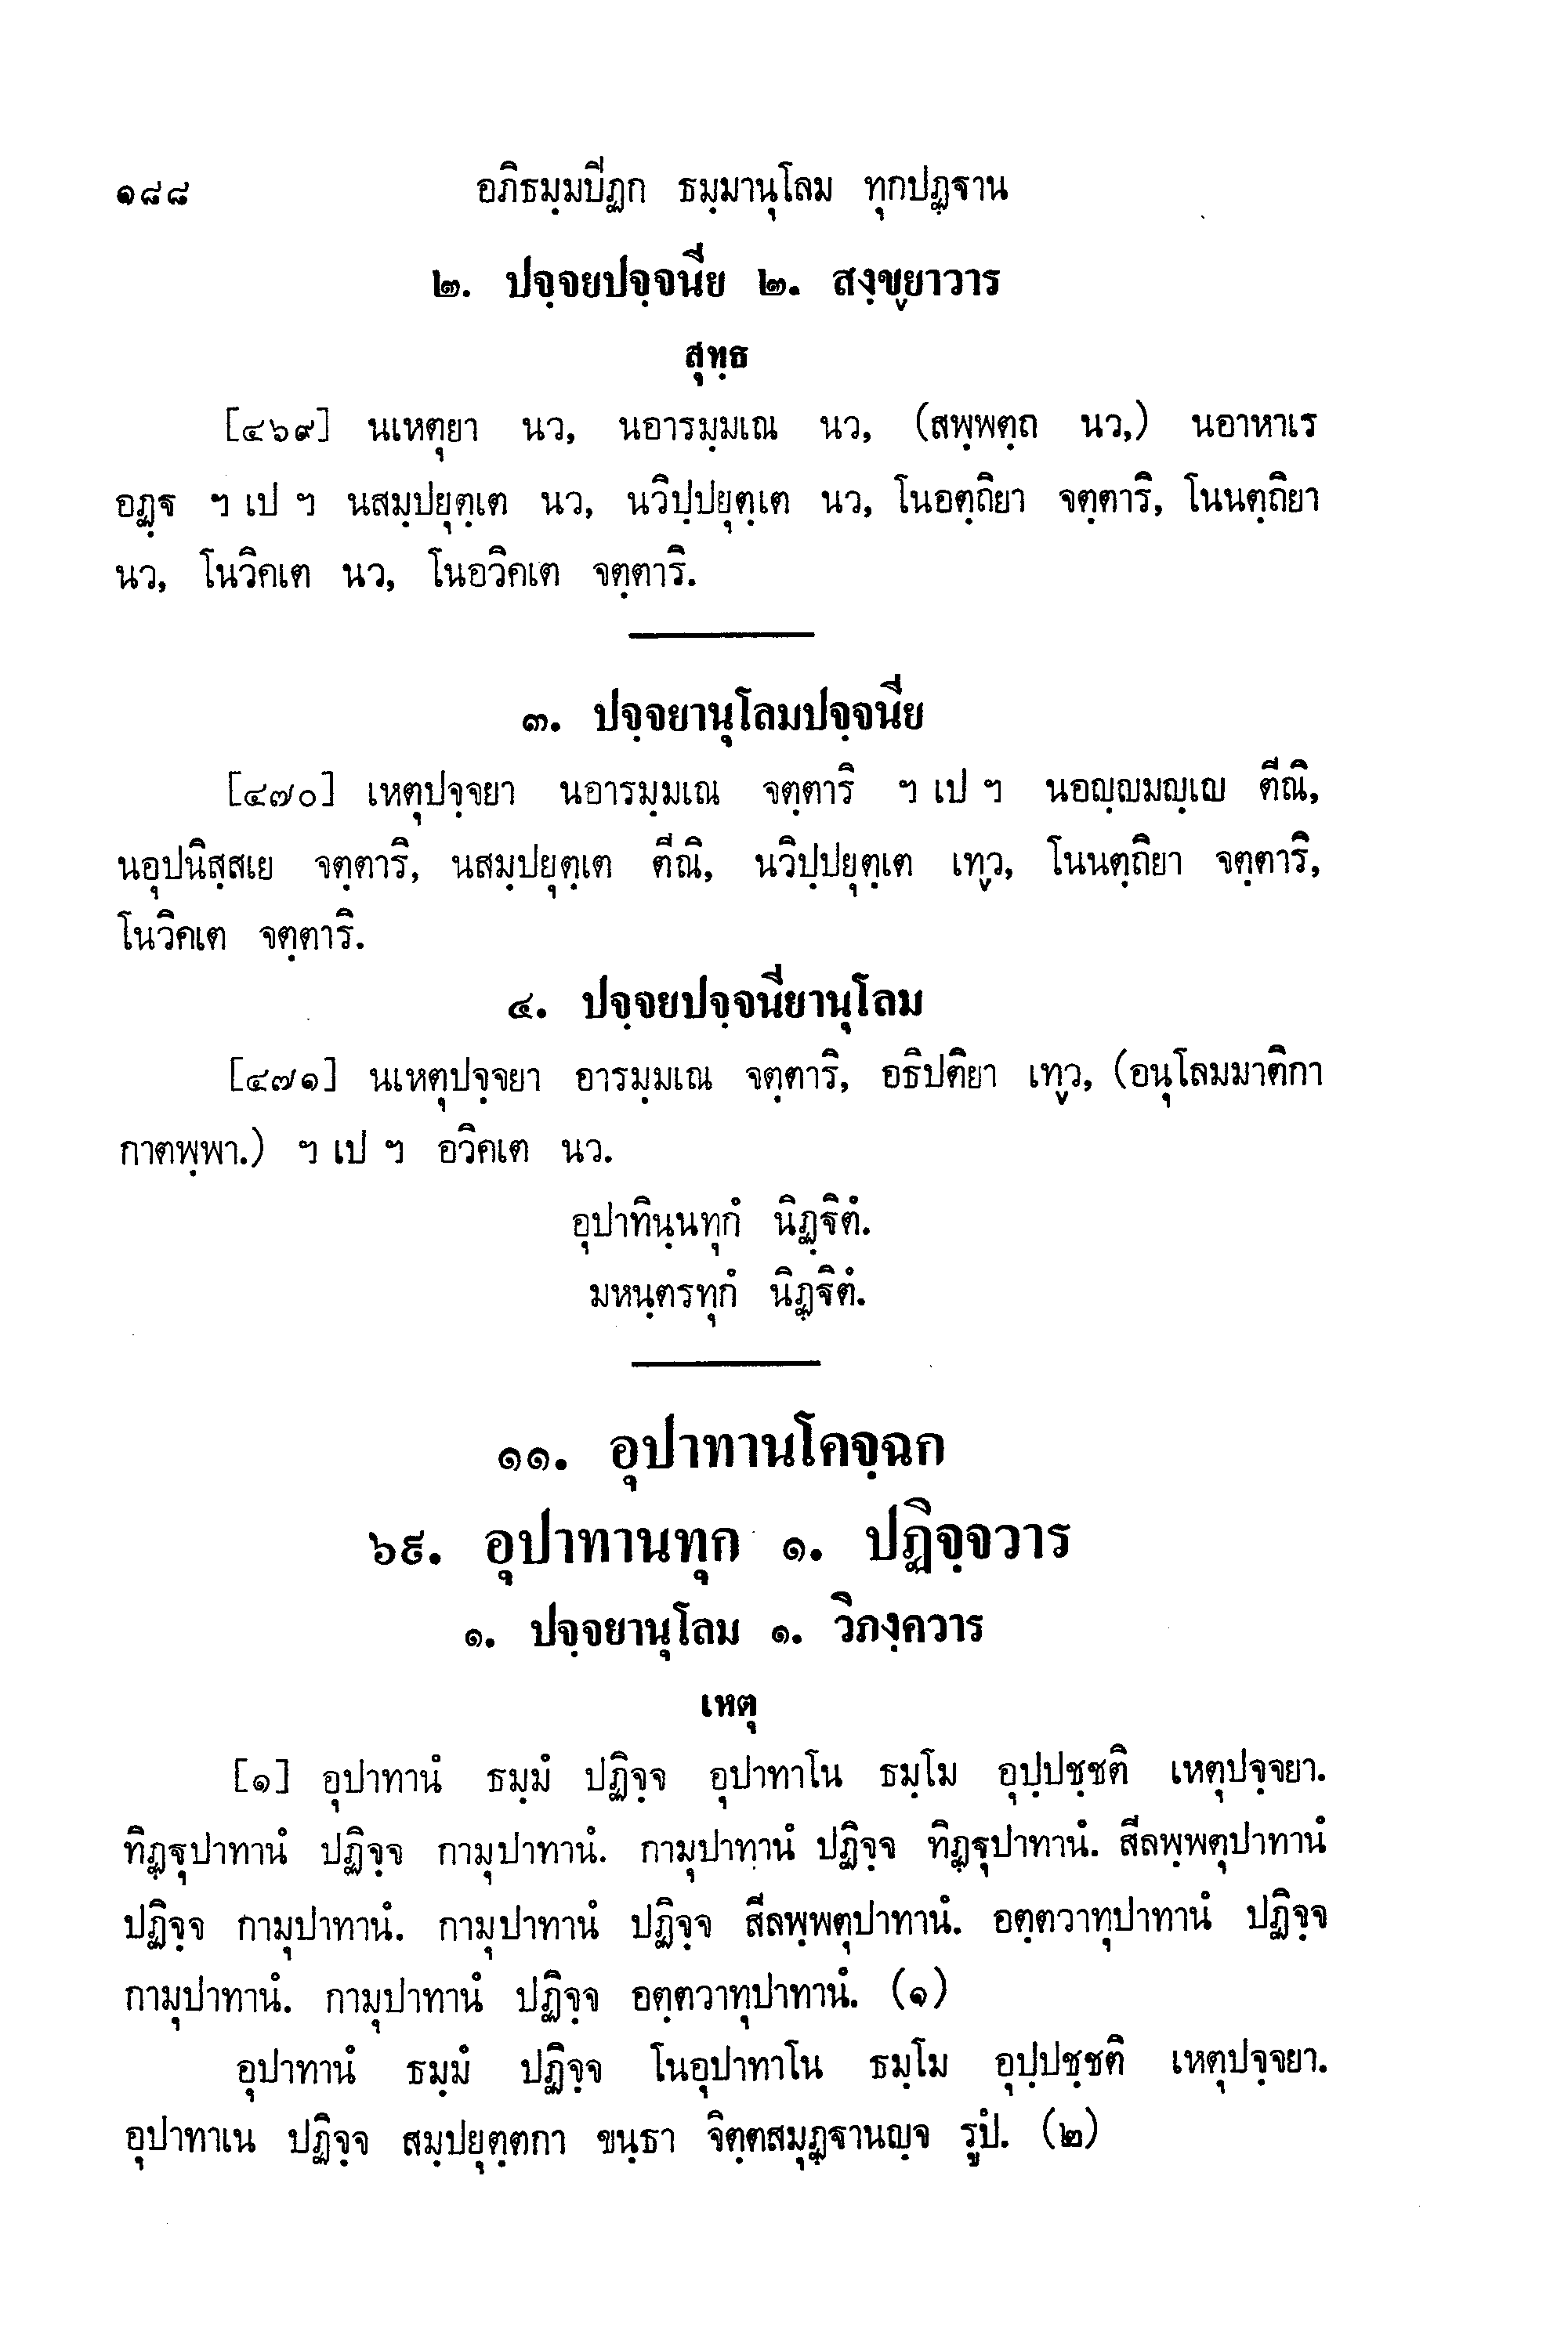 ๑๘๘ อภิธมฺมปิฏก ธมฺมานุโลม ทุกปฏฺฐาน
๒. ปจฺจยปจฺจนีย ๒. สงฺขฺยาวาร
สุทฺธ
[๔๖๙] นเหตุยา นว, นอารมฺมเณ นว, (สพฺพตฺถ นว,) นอาหาเร
อฏฺฐ ฯ เป ฯ นสมฺปยุตฺเต นว, นวิปฺปยุตฺเต นว, โนอตฺถิยา จตฺตาริ, โนนตฺถิยา
นว, โนวิคเต นว, โนอวิคเต จตฺตาริ.
๓. ปจฺจยานุโลมปจฺจนีย
[๔๗๐] เหตุปจฺจยา นอารมฺมเณ จตฺตาริ ฯ เป ฯ นอญฺญมญฺเญ ตีณิ,
นอุปนิสฺสเย จตฺตาริ, นสมฺปยุตฺเต ตีณิ, นวิปฺปยุตฺเต เทฺว, โนนตฺถิยา จตฺตาริ,
โนวิคเต จตฺตาริ.
๔. ปจฺจยปจฺจนียานุโลม
[๔๗๑] นเหตุปจฺจยา อารมฺมเณ จตฺตาริ, อธิปติยา เทฺว, (อนุโลมมาติกา
กาตพฺพา.) ฯ เป ฯ อวิคเต นว.
อุปาทินฺนทุกํ นิฏฺฐิตํ.
มหนฺตรทุกํ นิฏฺฐิตํ.
๑๑. อุปาทานโคจฺฉก
๖๙. อุปาทานทุก ๑. ปฏิจฺจวาร
๑. ปจฺจยานุโลม ๑. วิภงฺควาร
เหตุ
[๑] อุปาทานํ ธมฺมํ ปฏิจฺจ อุปาทาโน ธมฺโม อุปฺปชฺชติ เหตุปจฺจยา.
ทิฏฺฐุปาทานํ ปฏิจฺจ กามุปาทานํ. กามุปาทานํ ปฏิจฺจ ทิฏฺฐุปาทานํ. สีลพฺพตุปาทานํ
ปฏิจฺจ กามุปาทานํ. กามุปาทานํ ปฏิจฺจ สีลพฺพตุปาทานํ. อตฺตวาทุปาทานํ ปฏิจฺจ
กามุปาทานํ. กามุปาทานํ ปฏิจฺจ อตฺตวาทุปาทานํ. (๑)
อุปาทานํ ธมฺมํ ปฏิจฺจ โนอุปาทาโน ธมฺโม อุปฺปชฺชติ เหตุปจฺจยา.
อุปาทาเน ปฏิจฺจ สมฺปยุตฺตกา ขนฺธา จิตฺตสมุฏฺฐานญฺจ รูปํ. (๒)